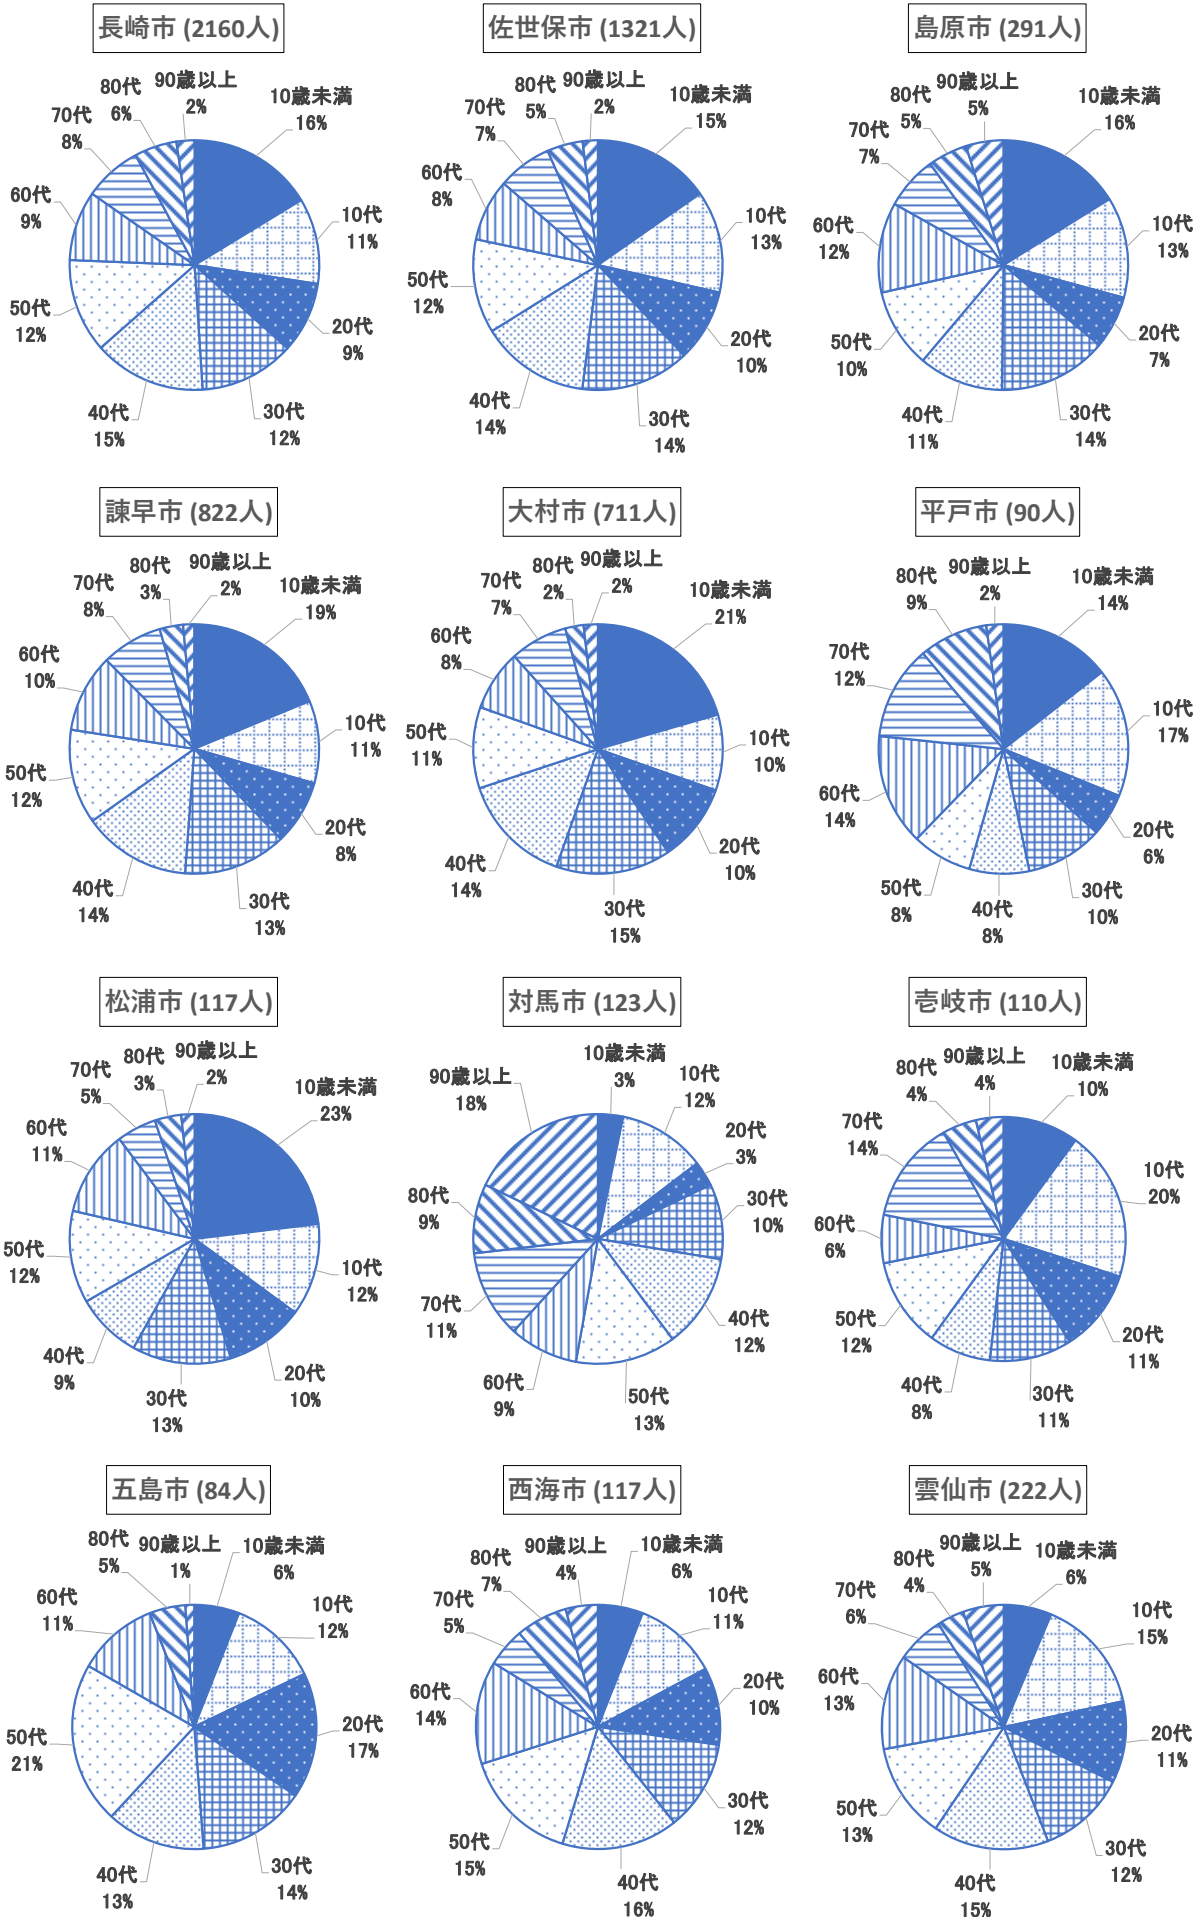 長崎市 (2160人)
10歳未満
16%
10代
11%
20代
9%
30代
12%
40代
15%
50代
12%
60代
9%
70代
8%
80代
6%
90歳以上
2%
佐世保市 (1321人)
10歳未満
15%
10代
13%
20代
10%
30代
14%
40代
14%
50代
12%
60代
8%
70代
7%
80代
5%
90歳以上
2%
島原市 (291人)
10歳未満
16%
10代
13%
20代
7%
30代
14%
40代
11%
50代
10%
60代
12%
70代
7%
80代
5%
90歳以上
5%
諫早市 (822人)
10歳未満
19%
10代
11%
20代
8%
30代
13%
40代
14%
50代
12%
60代
10%
70代
8%
80代
3%
90歳以上
2%
大村市 (711人)
10歳未満
21%
10代
10%
20代
10%
30代
15%
40代
14%
50代
11%
60代
8%
70代
7%
80代
2%
90歳以上
2%
平戸市 (90人)
10歳未満
14%
10代
17%
20代
6%
30代
10%
40代
8%
50代
8%
60代
14%
70代
12%
80代
9%
90歳以上
2%
松浦市 (117人)
10歳未満
23%
10代
12%
20代
10%
30代
13%
40代
9%
50代
12%
60代
11%
70代
5%
80代
3%
90歳以上
2%
対馬市 (123人)
10歳未満
3%
10代
12%
20代
3%
30代
10%
40代
12%
50代
13%
60代
9%
70代
11%
80代
9%
90歳以上
18%
壱岐市 (110人)
10歳未満
10%
10代
20%
20代
11%
30代
11%
40代
8%
50代
12%
60代
6%
70代
14%
80代
4%
90歳以上
4%
五島市 (84人)
10歳未満
6%
10代
12%
20代
17%
30代
14%
40代
13%
50代
21%
60代
11%
80代
5%
90歳以上
1%
西海市 (117人)
10歳未満
6%
10代
11%
20代
10%
30代
12%
40代
16%
50代
15%
60代
14%
70代
5%
80代
7%
90歳以上
4%
雲仙市 (222人)
10歳未満
6%
10代
15%
20代
11%
30代
12%
40代
15%
50代
13%
60代
13%
70代
6%
80代
4%
90歳以上
5%